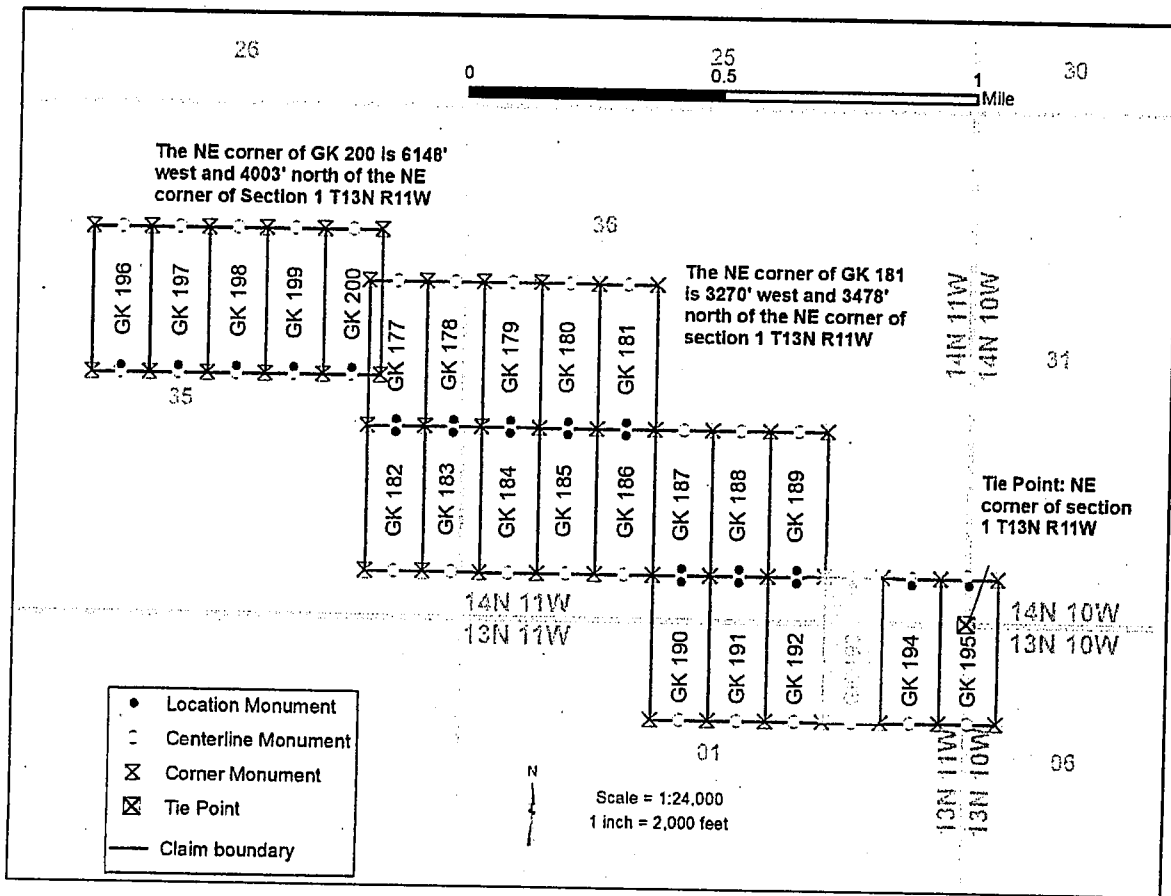 26
25
30
0
0.5
1
Mile
The NE corner of GK 200 is 6148'
west and 4003' north of the NE
corner of Section 1 T13N R11W
36
The NE corner of GK 181
is 3270' west and 3478'
north of the NE corner of
section 1 T13N R11W
14N 11W
14N 10W
31
GK 196
GK 197
GK 198
GK 199
GK 200
GK 177
GK 178
GK 179
GK 180
GK 181
35
GK 182
GK 183
GK 184
GK 185
GK 186
GK 187
GK 188
GK 189
Tie Point: NE
corner of section
1 T13N R11W
14N 11W
13N 11W
14N 10W
13N 10W
GK 190
GK 191
GK 192
GK 194
GK 195
01
06
13N 11W
13N 10W
Location Monument
Centerline Monument
Corner Monument
Tie Point
Claim boundary
N
Scale = 1:24,000
1 inch = 2,000 feet